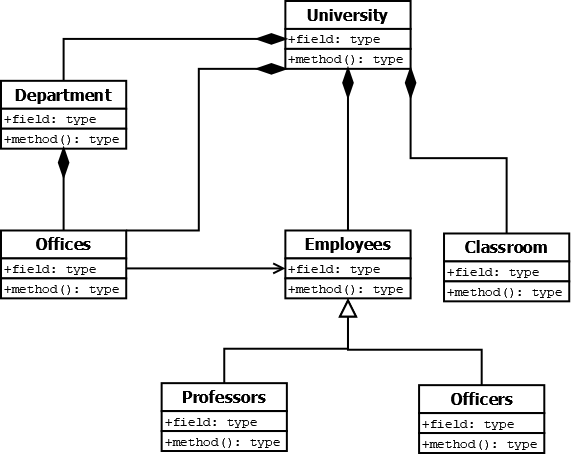 University
+field: type
+method(): type
Department
+field: type
+method(): type
Offices
+field: type
+method(): type
Employees
+field: type
+method(): type
Classroom
+field: type
+method(): type
Professors
+field: type
+method(): type
Officers
+field: type
+method(): type